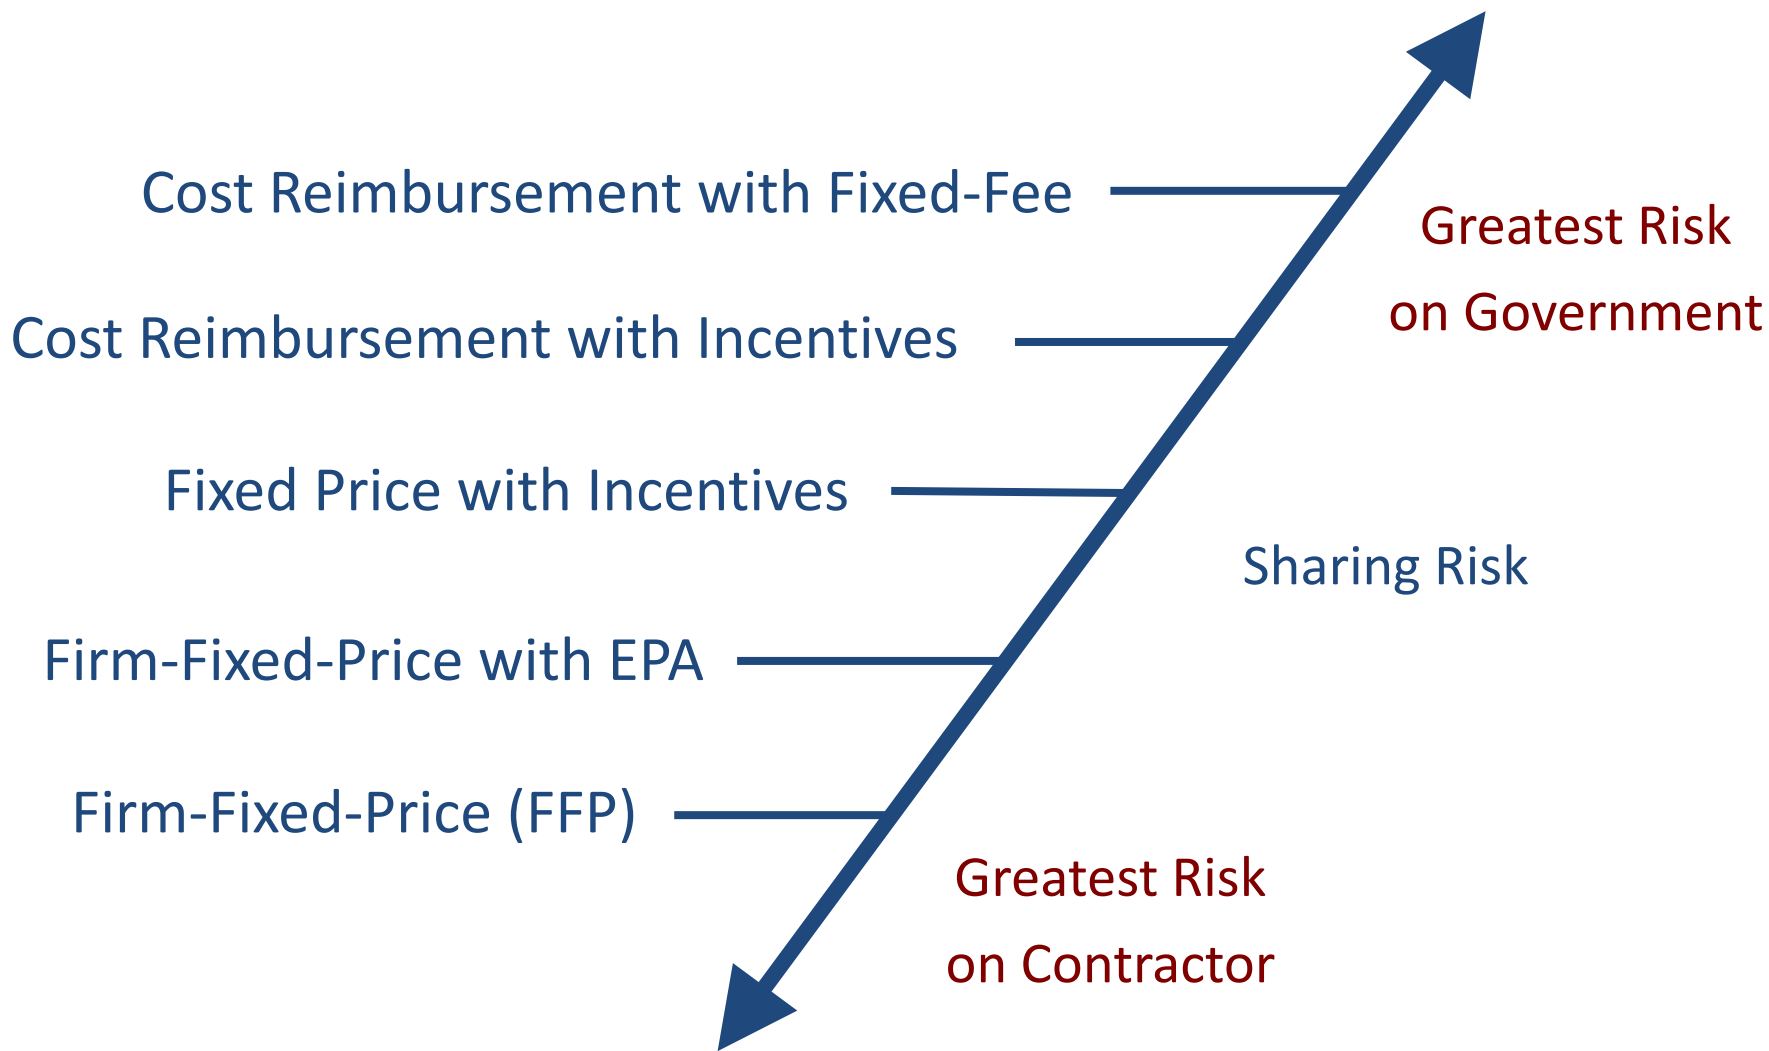 Cost Reimbursement with Fixed-Fee
Greatest Risk
on Government
Cost Reimbursement with Incentives
Fixed Price with Incentives
Sharing Risk
Firm-Fixed-Price with EPA
Firm-Fixed-Price (FFP)
Greatest Risk
on Contractor